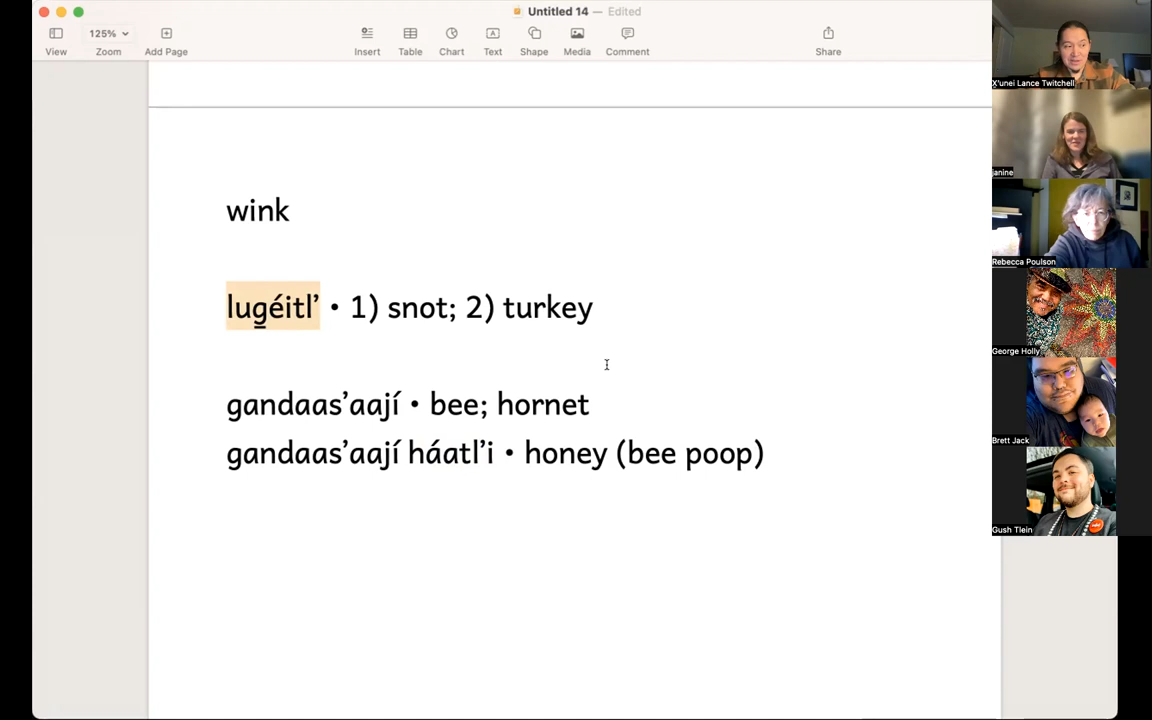 Untitled 14 — Edited
View
125%
Zoom
Add Page
Insert
Table
Chart
Text
Shape
Media
Comment
Share
wink
lug̲éitl’ • 1) snot; 2) turkey
gandaas’aají • bee; hornet
gandaas’aají háatl’i • honey (bee poop)
X̱'unei Lance Twitchell
janine
Rebecca Poulson
George Holly
Brett Jack
Gush Tlein